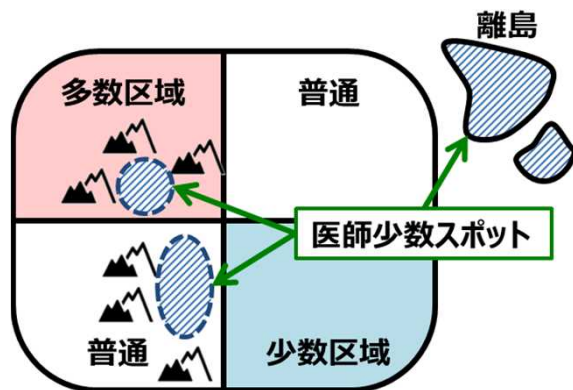 離島
多数区域
普通
医師少数スポット
普通
少数区域